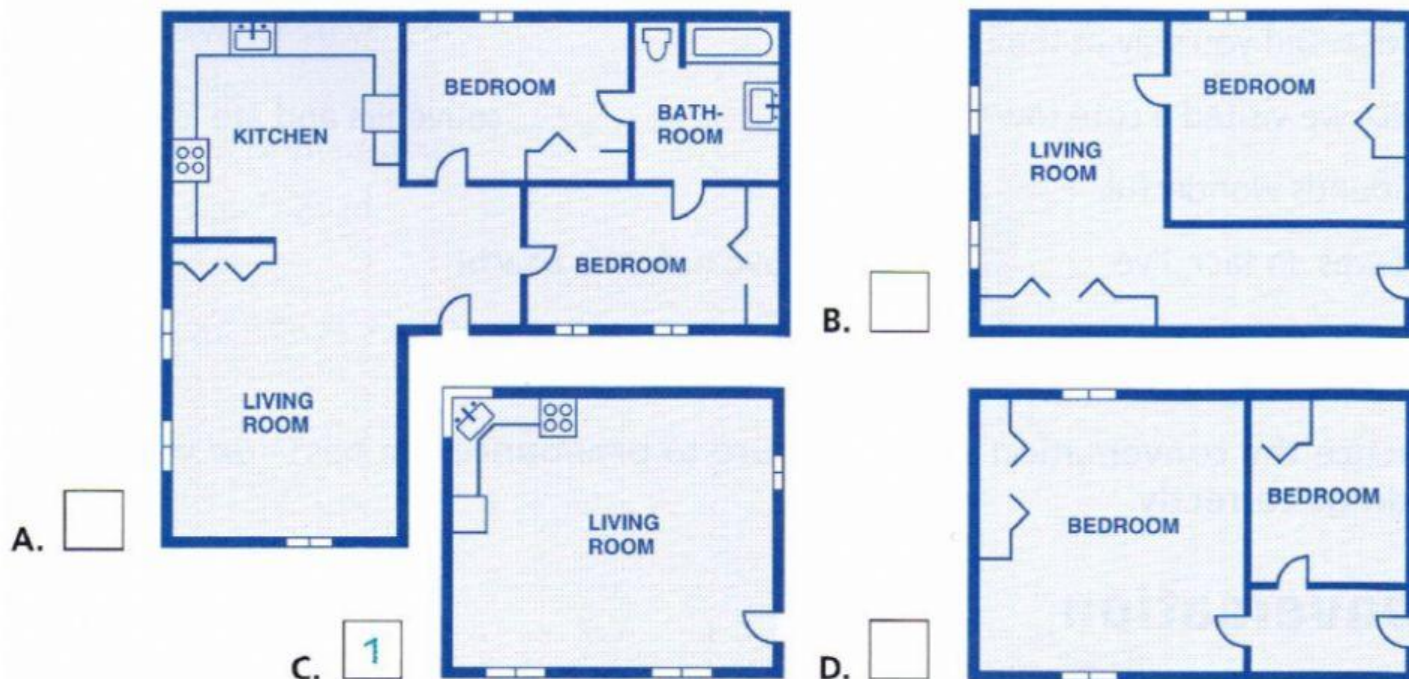 KITCHEN
BEDROOM
BATH-
ROOM
BEDROOM
LIVING
ROOM
A.
LIVING
ROOM
BEDROOM
B.
LIVING
ROOM
C. 1
BEDROOM
BEDROOM
D.